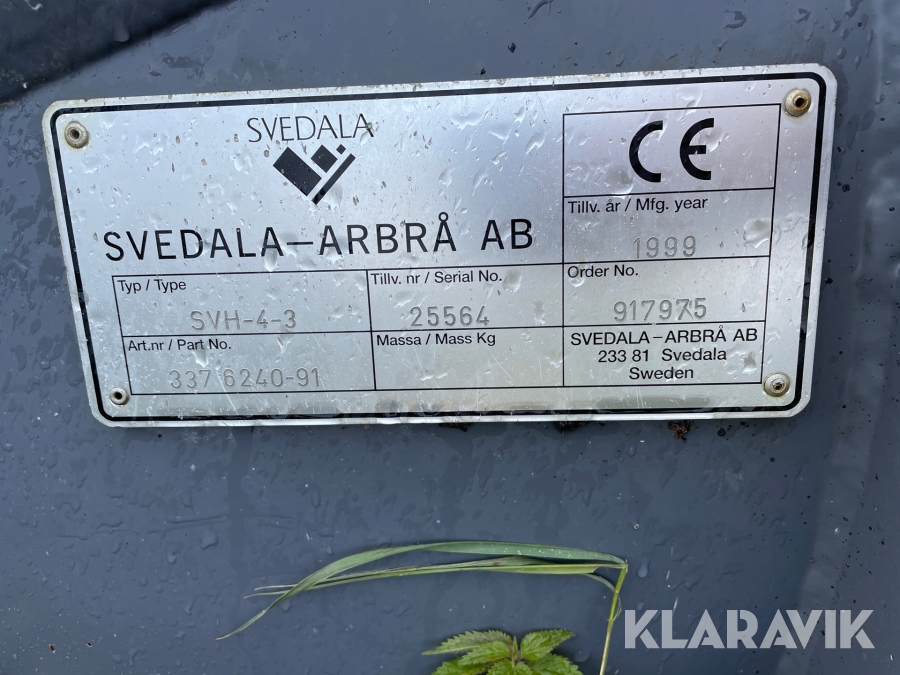 SVEDALA
SVEDALA-ARBRÅ AB
CE
Tillv. år / Mfg. year
1999
Typ / Type
SVH-4-3
Tillv. nr / Serial No.
25564
Order No.
917975
Art.nr / Part No.
337 6240-91
Massa / Mass Kg
SVEDALA-ARBRÅ AB
233 81 Svedala
Sweden
KLARAVIK